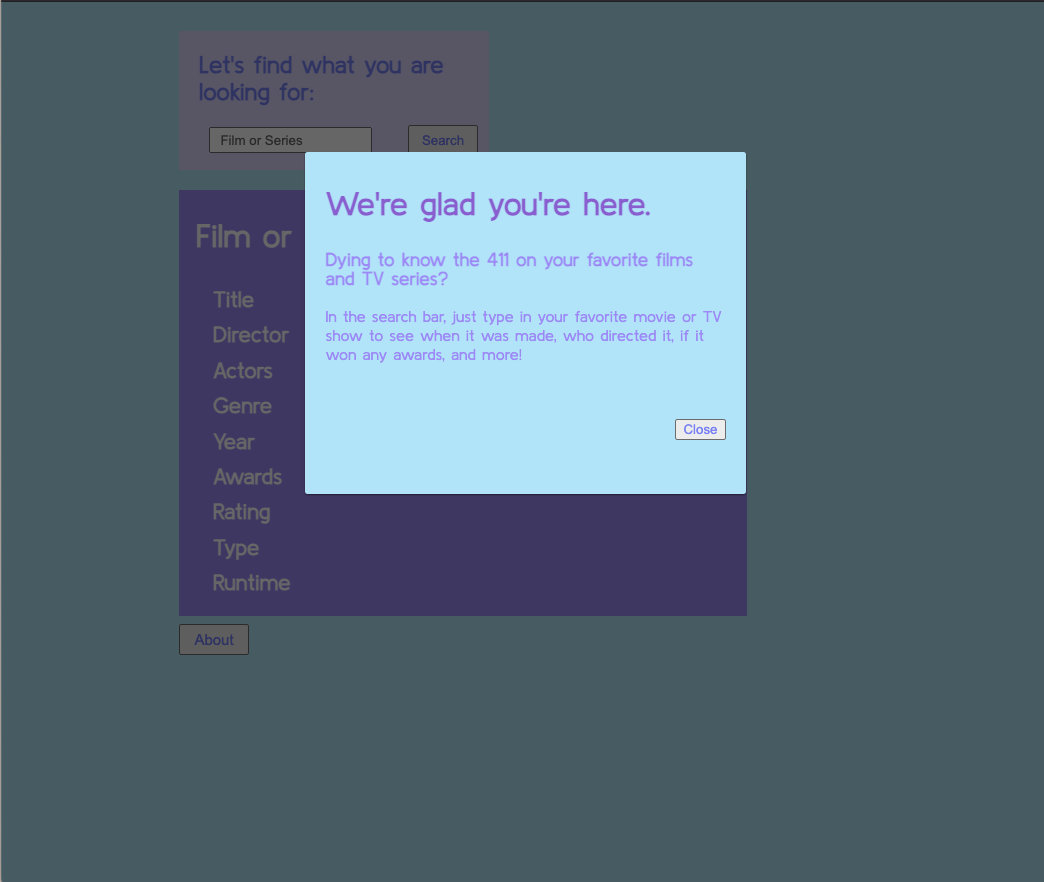 Let's find what you are
looking for:
Film or Series
Search
We're glad you're here.
Dying to know the 411 on your favorite films
and TV series?
In the search bar, just type in your favorite movie or TV
show to see when it was made, who directed it, if it
won any awards, and more!
Close
Film or
Title
Director
Actors
Genre
Year
Awards
Rating
Type
Runtime
About